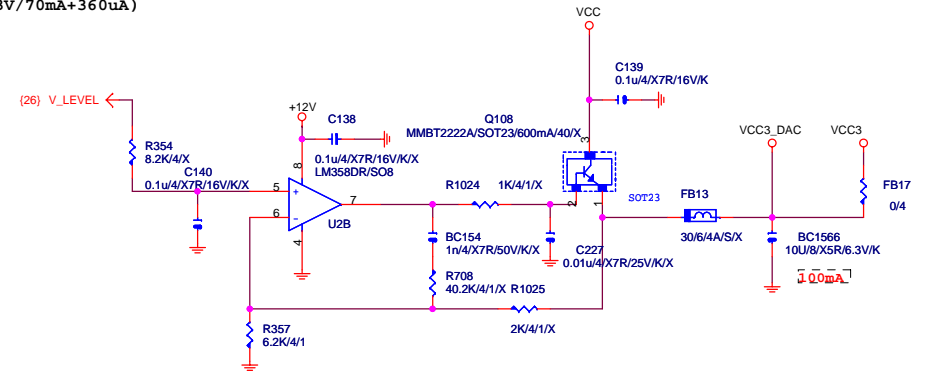 3V/70mA+360uA)
VCC
C139
0.1u/4/X7R/16V/K
{26} V_LEVEL
+12V
C138
Q108
MMBT2222A/SOT23/600mA/40/X
VCC3_DAC
VCC3
R354
8.2K/4/X
3
0.1u/4/X7R/16V/K/X
LM358DR/SO8
8
C140
0.1u/4/X7R/16V/K/X
5
+
R1024
1K/4/1/X
FB13
FB17
7
2
1
SOT23
0/4
6
-
U2B
4
BC154
1n/4/X7R/50V/K/X
C227
0.01u/4/X7R/25V/K/X
30/6/4A/S/X
BC1566
10U/8/X5R/6.3V/K
100mA
R708
40.2K/4/1/X
R1025
2K/4/1/X
R357
6.2K/4/1